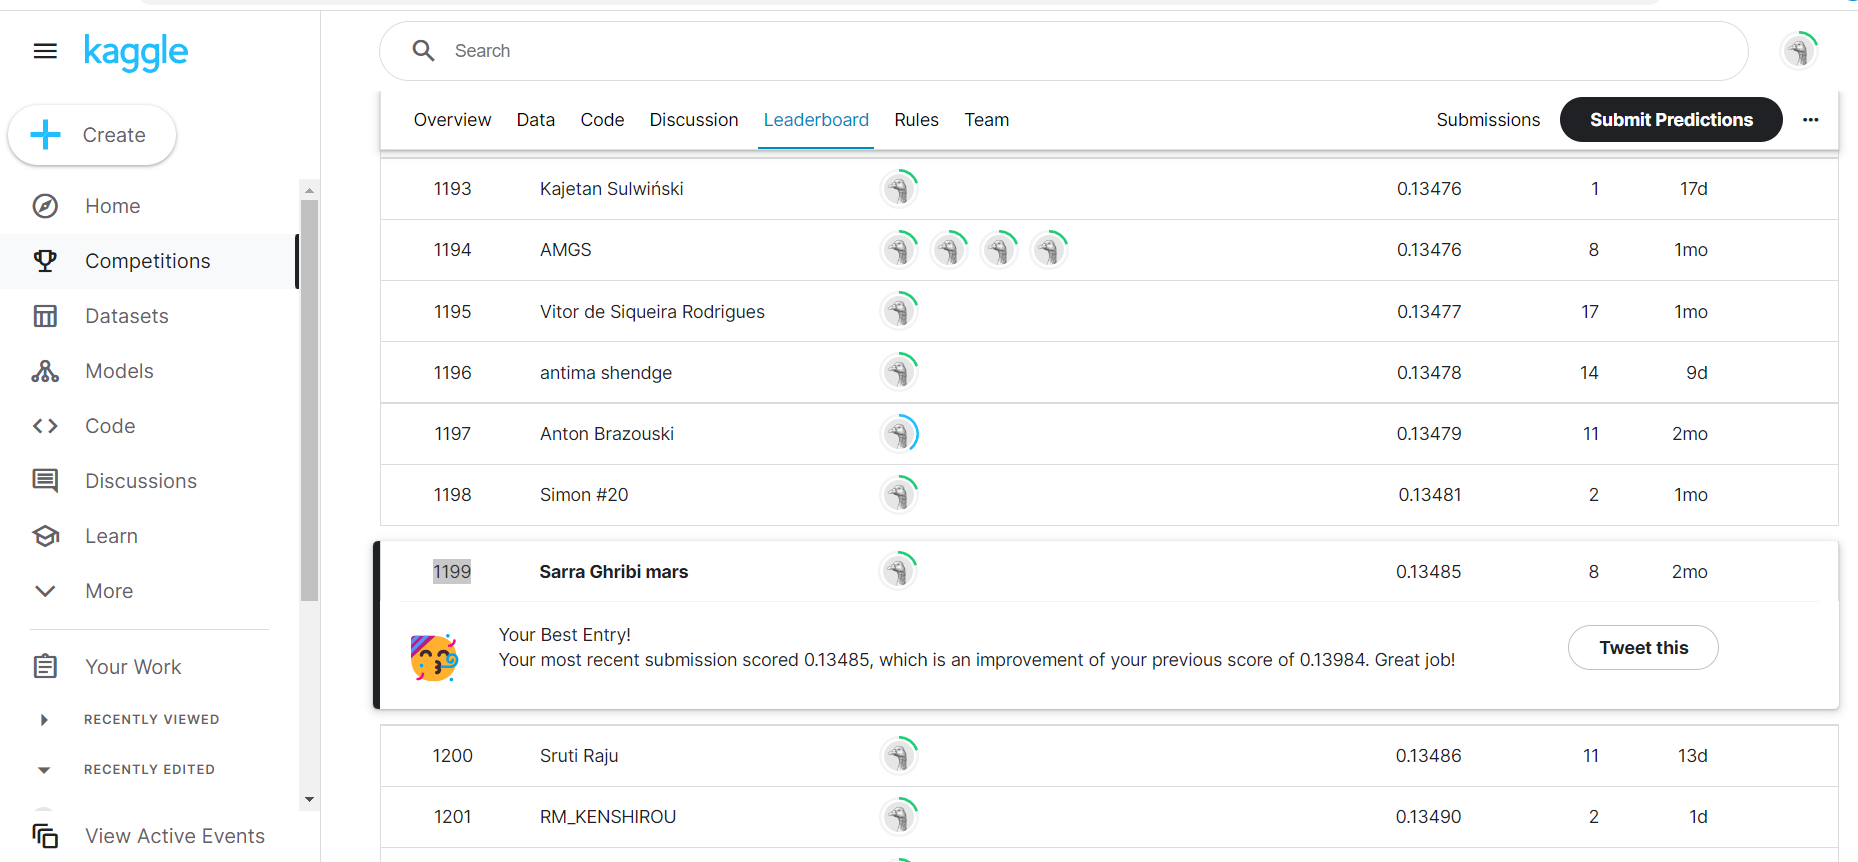 kaggle
Search
Create
Home
Competitions
Datasets
Models
Code
Discussions
Learn
More
Your Work
RECENTLY VIEWED
RECENTLY EDITED
View Active Events
Overview Data Code Discussion Leaderboard Rules Team Submissions Submit Predictions ...
1193 Kajetan Sulwiński 0.13476 1 17d
1194 AMGS 0.13476 8 1mo
1195 Vitor de Siqueira Rodrigues 0.13477 17 1mo
1196 antima shendge 0.13478 14 9d
1197 Anton Brazouski 0.13479 11 2mo
1198 Simon #20 0.13481 2 1mo
1199 Sarra Ghribi mars 0.13485 8 2mo
Your Best Entry!
Your most recent submission scored 0.13485, which is an improvement of your previous score of 0.13984. Great job!
Tweet this
1200 Sruti Raju 0.13486 11 13d
1201 RM_KENSHIROU 0.13490 2 1d